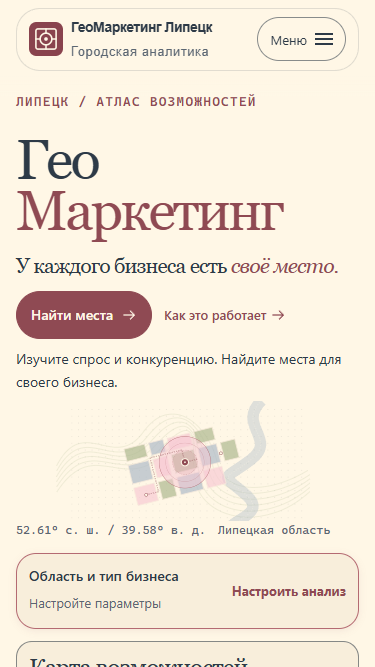 ГеоМаркетинг Липецк
Городская аналитика
Меню
ЛИПЕЦК / АТЛАС ВОЗМОЖНОСТЕЙ
Гео
Маркетинг
У каждого бизнеса есть своё место.
Найти места →
Как это работает →
Изучите спрос и конкуренцию. Найдите места для
своего бизнеса.
52.61° с. ш. / 39.58° в. д. Липецкая область
Область и тип бизнеса
Настройте параметры
Настроить анализ
Карта возможностей